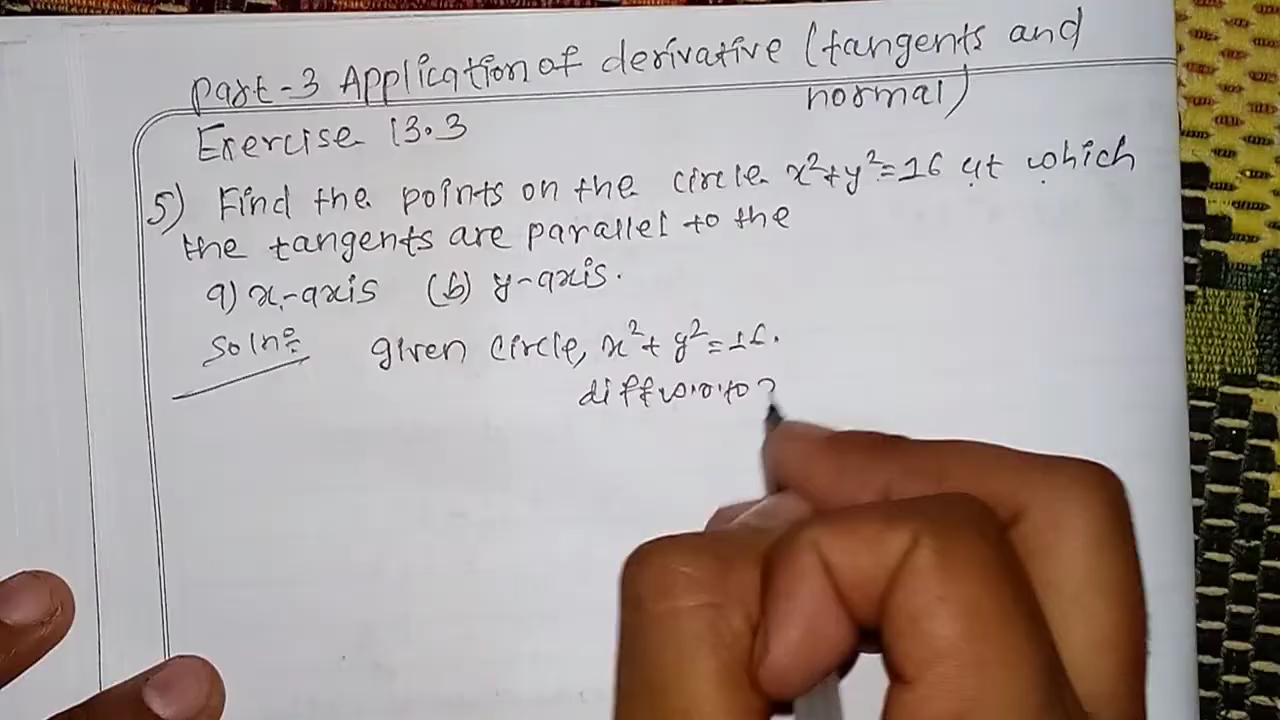 Part-3 Application of derivative (tangents and
normal)
Exercise 13.3
5) Find the points on the circle x²+y²=16 at which
the tangents are parallel to the
a) x-axis (b) y-axis.
Soln: given circle, x²+y²=16.
diff w.r.to